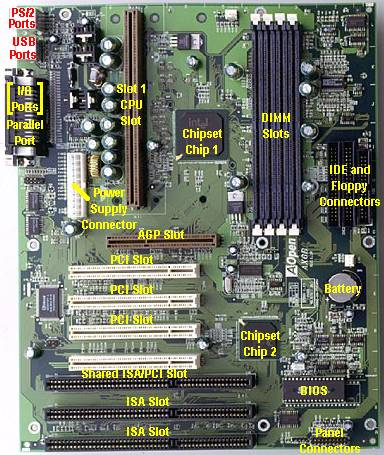 PS/2
Ports
USB
Ports
I/O
Ports
Parallel
Port
Slot 1
CPU
Slot
Chipset
Chip 1
DIMM
Slots
IDE and
Floppy
Connectors
Power
Supply
Connector
AGP Slot
PCI Slot
AOpen
PCI Slot
Battery
PCI Slot
Chipset
Chip 2
Shared ISA/PCI Slot
BIOS
ISA Slot
ISA Slot
Panel
Connectors